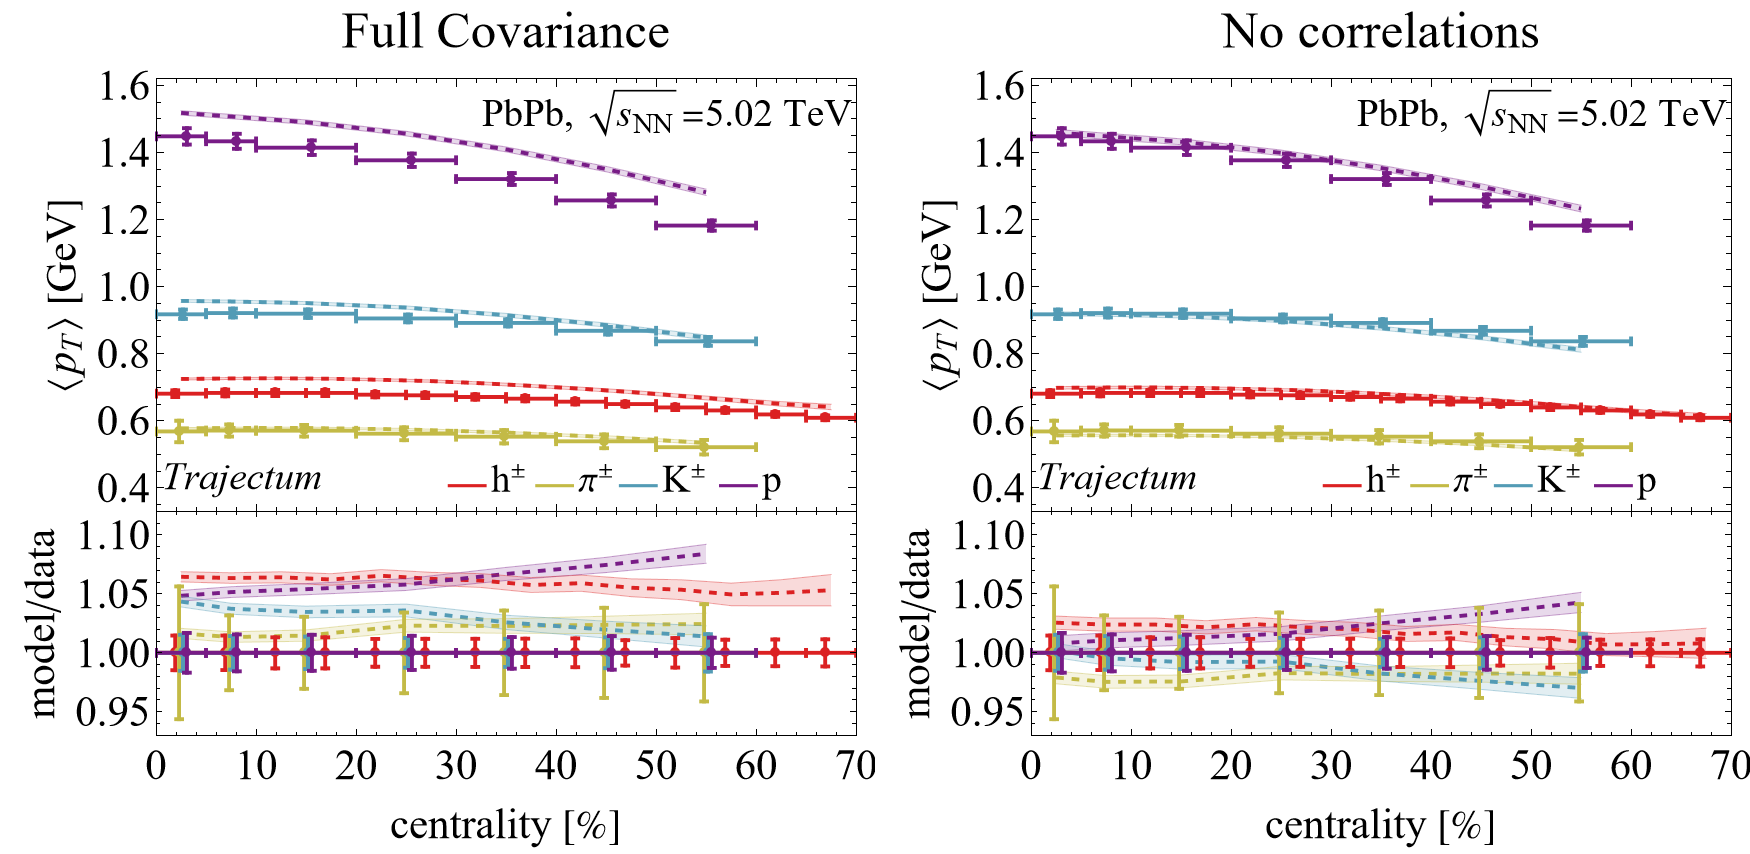 Full Covariance
1.6
1.4
1.2
1.0
0.8
0.6
0.4
⟨pT⟩ [GeV]
PbPb, √sNN=5.02 TeV
Trajectum
h± π± K± p
1.10
1.05
1.00
0.95
model/data
0 10 20 30 40 50 60 70
centrality [%]
No correlations
1.6
1.4
1.2
1.0
0.8
0.6
0.4
⟨pT⟩ [GeV]
PbPb, √sNN=5.02 TeV
Trajectum
h± π± K± p
1.10
1.05
1.00
0.95
model/data
0 10 20 30 40 50 60 70
centrality [%]